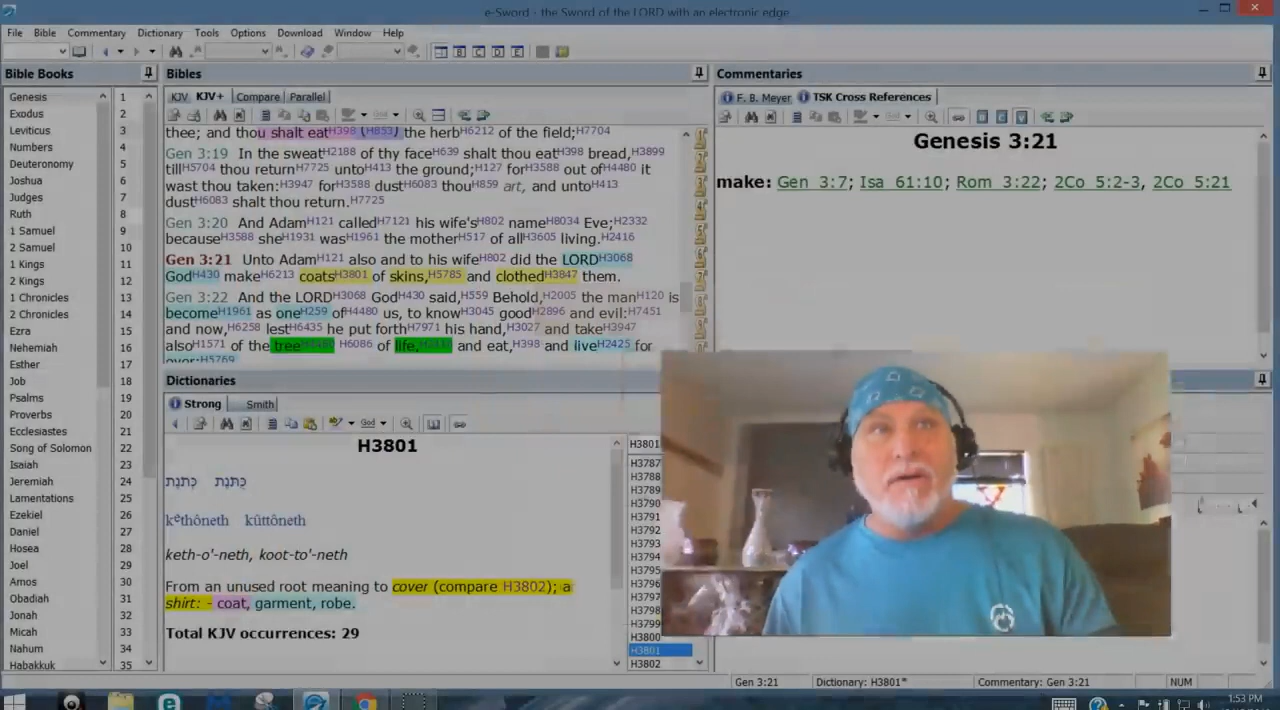 e-Sword - the Sword of the LORD with an electronic edge
File Bible Commentary Dictionary Tools Options Download Window Help
Bible Books
Genesis
Exodus
Leviticus
Numbers
Deuteronomy
Joshua
Judges
Ruth
1 Samuel
2 Samuel
1 Kings
2 Kings
1 Chronicles
2 Chronicles
Ezra
Nehemiah
Esther
Job
Psalms
Proverbs
Ecclesiastes
Song of Solomon
Isaiah
Jeremiah
Lamentations
Ezekiel
Daniel
Hosea
Joel
Amos
Obadiah
Jonah
Micah
Nahum
Habakkuk
1
2
3
4
5
6
7
8
9
10
11
12
13
14
15
16
17
18
19
20
21
22
23
24
25
26
27
28
29
30
31
32
33
34
35
Bibles
KJV KJV+ Compare Parallel
thee; and thou shalt eatH398 (H853) the herbH6212 of the field;H7704
Gen 3:19 In the sweatH2188 of thy faceH639 shalt thou eatH398 bread,H3899
tillH5704 thou returnH7725 untoH413 the ground;H127 forH3588 out ofH4480 it
wast thou taken:H3947 forH3588 dustH6083 thouH859 art, and untoH413
dustH6083 shalt thou return.H7725
Gen 3:20 And AdamH121 calledH7121 his wife'sH802 nameH8034 Eve;H2332
becauseH3588 sheH1931 wasH1961 the motherH517 of allH3605 living.H2416
Gen 3:21 Unto AdamH121 also and to his wifeH802 did the LORDH3068
GodH430 makeH6213 coatsH3801 of skins,H5785 and clothedH3847 them.
Gen 3:22 And the LORDH3068 GodH430 said,H559 Behold,H2005 the manH120 is
becomeH1961 as oneH259 ofH4480 us, to knowH3045 goodH2896 and evil:H7451
and now,H6258 lestH6435 he put forthH7971 his hand,H3027 and takeH3947
alsoH1571 of the tree H6086 of life, and eat,H398 and liveH2425 for
ever:H5769
Dictionaries
Strong Smith
H3801
כֻּתֹּנֶת כְּתֹנֶת
kethôneth kûttôneth
keth-o'-neth, koot-to'-neth
From an unused root meaning to cover (compare H3802); a
shirt: - coat, garment, robe.
Total KJV occurrences: 29
H3801
H3787
H3788
H3789
H3790
H3791
H3792
H3793
H3794
H3795
H3796
H3797
H3798
H3799
H3800
H3801
H3802
Commentaries
F. B. Meyer TSK Cross References
Genesis 3:21
make: Gen 3:7; Isa 61:10; Rom 3:22; 2Co 5:2-3, 2Co 5:21
Gen 3:21 Dictionary: H3801* Commentary: Gen 3:21 NUM
1:53 PM